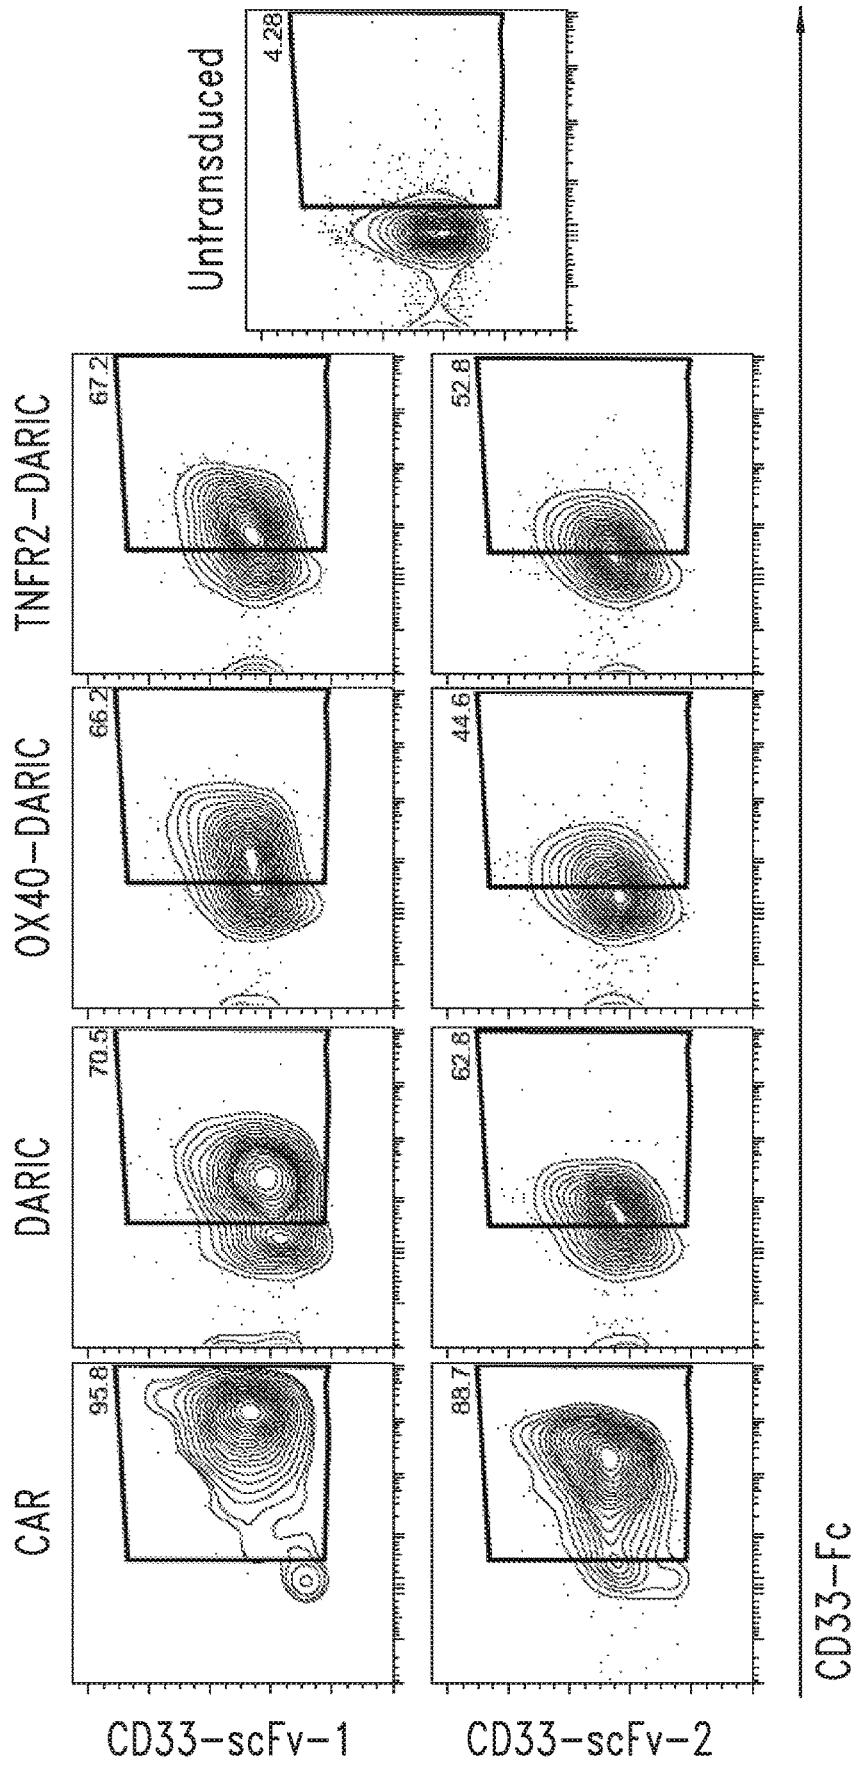 CAR
DARIC
OX40-DARIC
TNFR2-DARIC
Untransduced
CD33-scFv-1
95.8
70.5
66.2
67.2
4.28
CD33-scFv-2
88.7
62.8
44.6
52.8
CD33-Fc